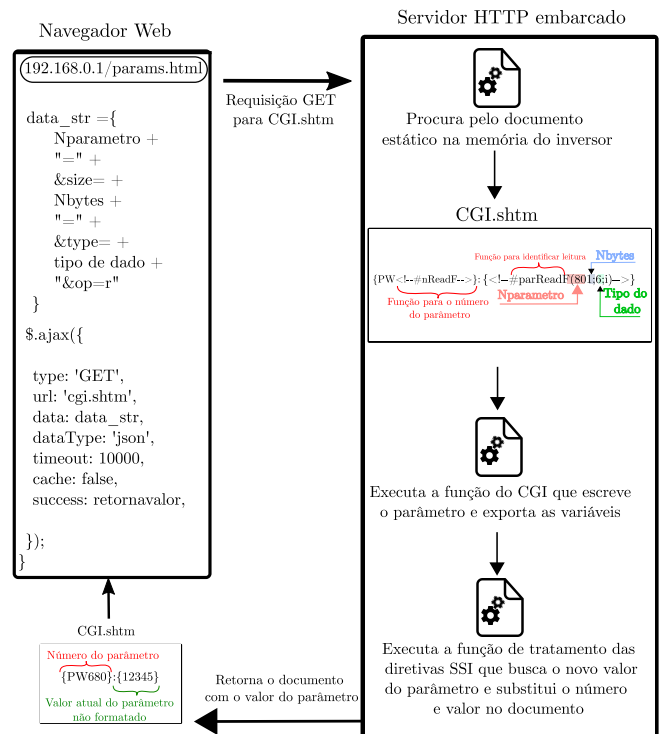 Navegador Web
192.168.0.1/params.html
data_str ={
Nparametro +
"=" +
&size= +
Nbytes +
"=" +
&type= +
tipo de dado +
"&op=r"
}
$.ajax({
type: 'GET',
url: 'cgi.shtm',
data: data_str,
dataType: 'json',
timeout: 10000,
cache: false,
success: retornavalor,
});
}
Requisição GET
para CGI.shtm
Servidor HTTP embarcado
Procura pelo documento
estático na memória do inversor
CGI.shtm
Função para identificar leitura
Nbytes
{PW<!--#nReadF-->}:{<!--#parReadF(801;6;i)-->}
Função para o número
do parâmetro
Nparametro
Tipo do
dado
Executa a função do CGI que escreve
o parâmetro e exporta as variáveis
Executa a função de tratamento das
diretivas SSI que busca o novo valor
do parâmetro e substitui o número
e valor no documento
Retorna o documento
com o valor do parâmetro
CGI.shtm
Número do parâmetro
{PW680}:{12345}
Valor atual do parâmetro
não formatado